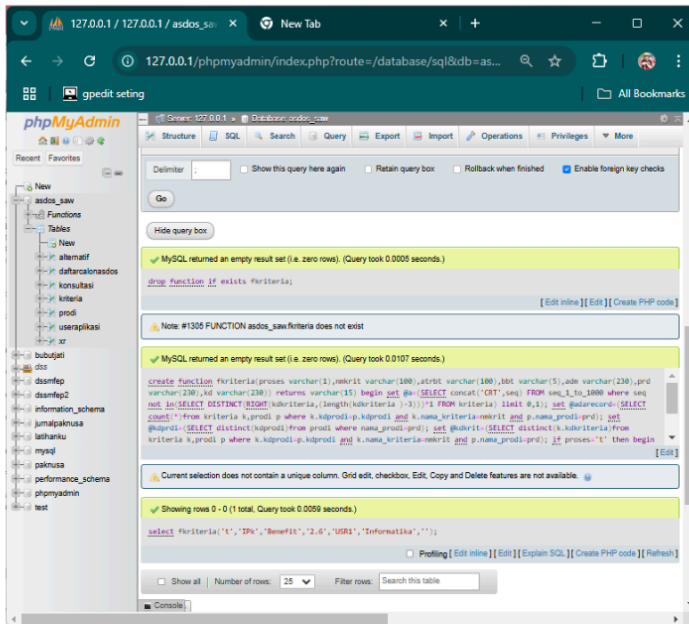 127.0.0.1 / 127.0.0.1 / asdos_sa
New Tab
127.0.0.1/phpmyadmin/index.php?route=/database/sql&db=as...
gpedit seting
All Bookmarks
phpMyAdmin
Recent Favorites
New
asdos_saw
Functions
Tables
New
alternatif
daftarcalonasdos
konsultasi
kriteria
prodi
useraplikasi
xr
bubutjati
dss
dssmfep
dssmfep2
information_schema
jurnalpaknusa
latihanku
mysql
paknusa
performance_schema
phpmyadmin
test
Server: 127.0.0.1 » Database: asdos_saw
Structure SQL Search Query Export Import Operations Privileges More
Delimiter ; Show this query here again Retain query box Rollback when finished Enable foreign key checks
Go
Hide query box
MySQL returned an empty result set (i.e. zero rows). (Query took 0.0005 seconds.)
drop function if exists fkriteria;
[ Edit inline ] [ Edit ] [ Create PHP code ]
Note: #1305 FUNCTION asdos_saw.fkriteria does not exist
MySQL returned an empty result set (i.e. zero rows). (Query took 0.0107 seconds.)
create function fkriteria(proses varchar(1),nmkrit varchar(100),atrbt varchar(100),bbt varchar(5),adm varchar(230),prd
varchar(230),kd varchar(230)) returns varchar(15) begin set @a=(SELECT concat('CRT',seq) FROM seq_1_to_1000 where seq
not in(SELECT DISTINCT(RIGHT(kdkriteria,(length(kdkriteria )-3)))*1 FROM kriteria) limit 0,1); set @adarecord=(SELECT
count(*)from kriteria k,prodi p where k.kdprodi=p.kdprodi and k.nama_kriteria=nmkrit and p.nama_prodi=prd); set
@kdprdi=(SELECT distinct(kdprodi)from prodi where nama_prodi=prd); set @kdkrit=(SELECT distinct(k.kdkriteria)from
kriteria k,prodi p where k.kdprodi=p.kdprodi and k.nama_kriteria=nmkrit and p.nama_prodi=prd); if proses='t' then begin
[ Edit ]
Current selection does not contain a unique column. Grid edit, checkbox, Edit, Copy and Delete features are not available.
Showing rows 0 - 0 (1 total, Query took 0.0059 seconds.)
select fkriteria('t','IPk','Benefit','2.6','USR1','Informatika','');
Profiling [ Edit inline ] [ Edit ] [ Explain SQL ] [ Create PHP code ] [ Refresh ]
Show all Number of rows: 25 Filter rows: Search this table
Console